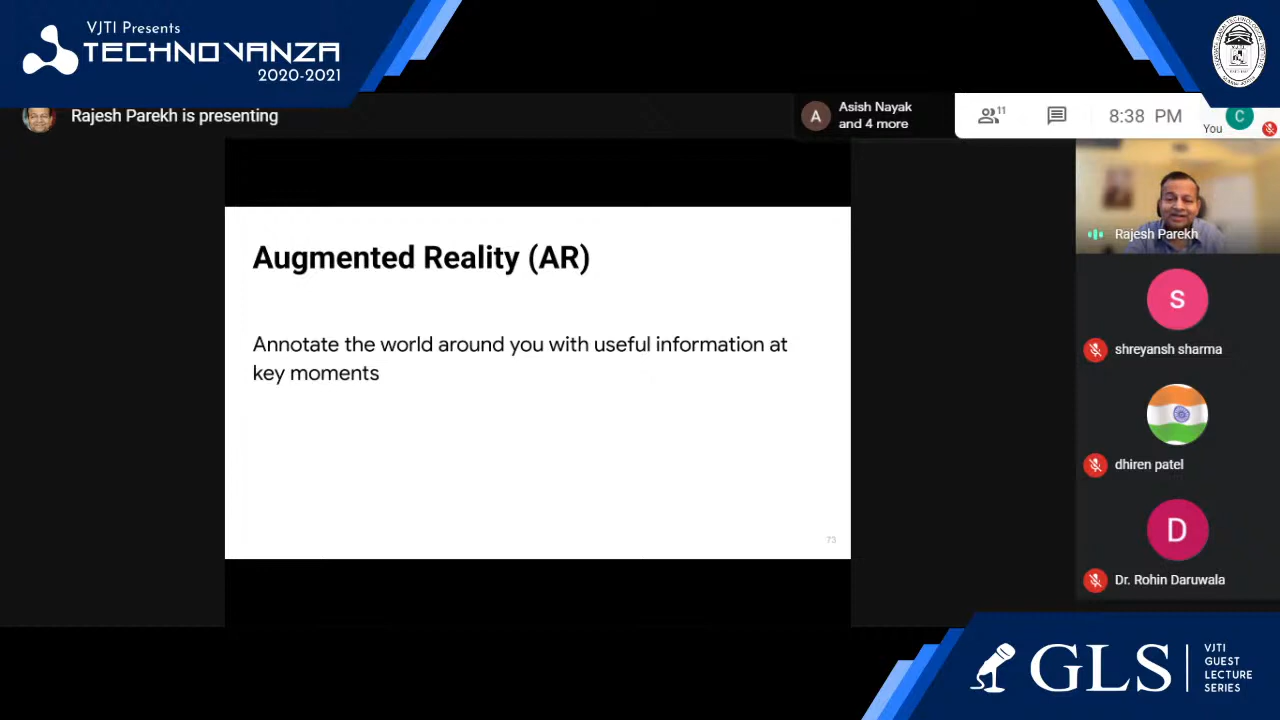 VJTI Presents
TECHNOVANZA
2020-2021
Rajesh Parekh is presenting
A
Asish Nayak
and 4 more
11
8:38 PM
You
C
Rajesh Parekh
Augmented Reality (AR)
Annotate the world around you with useful information at
key moments
73
S
shreyansh sharma
dhiren patel
D
Dr. Rohin Daruwala
GLS
VJTI
GUEST
LECTURE
SERIES